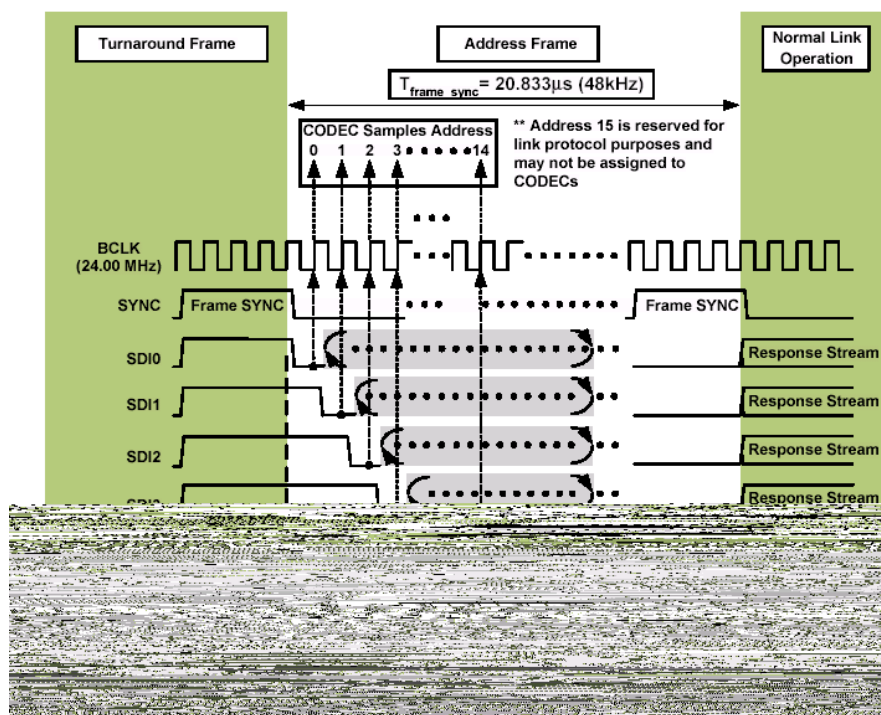 Turnaround Frame
Address Frame
Normal Link
Operation
Tframe sync= 20.833µs (48kHz)
CODEC Samples Address
0 1 2 3 14
** Address 15 is reserved for
link protocol purposes and
may not be assigned to
CODECs
BCLK
(24.00 MHz)
SYNC
Frame SYNC
Frame SYNC
SDI0
Response Stream
SDI1
Response Stream
SDI2
Response Stream
Response Stream